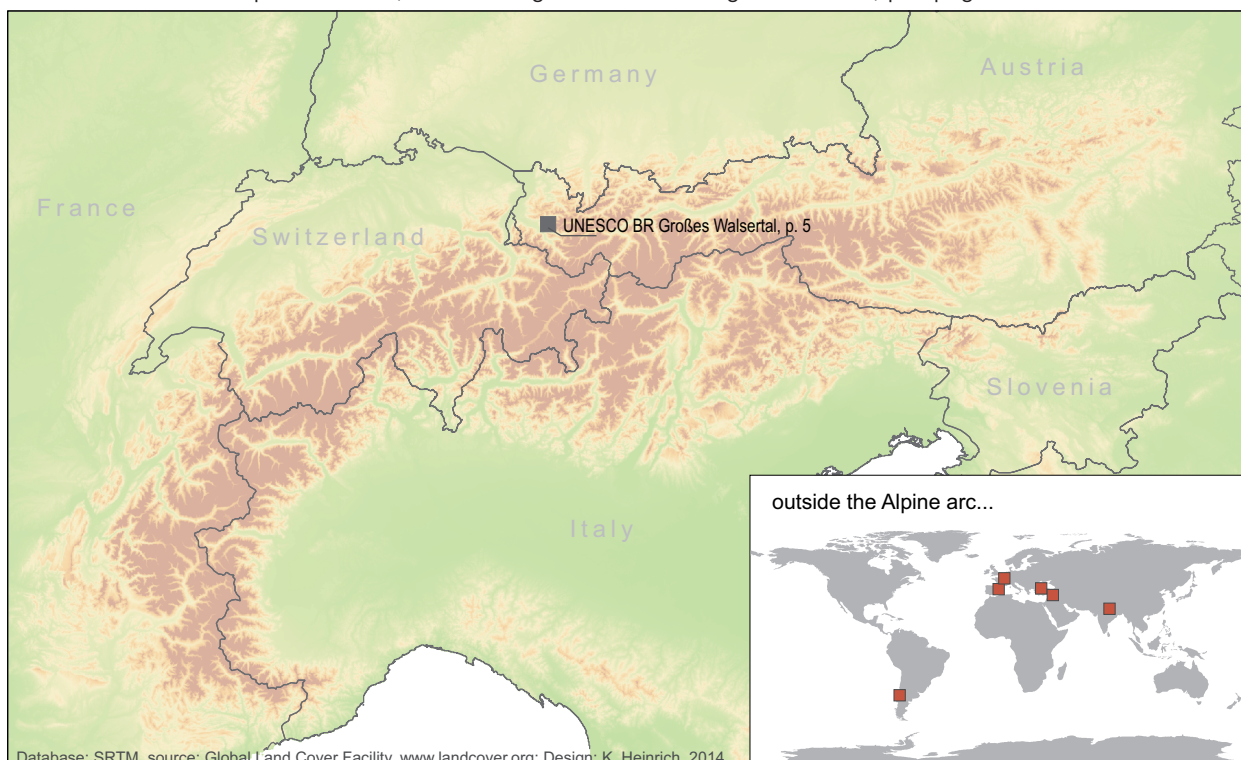 Germany
Austria
France
Switzerland
UNESCO BR Großes Walsertal, p. 5
Slovenia
Italy
outside the Alpine arc...
Database: SRTM, source: Global Land Cover Facility, www.landcover.org; Design: K. Heinrich, 2014